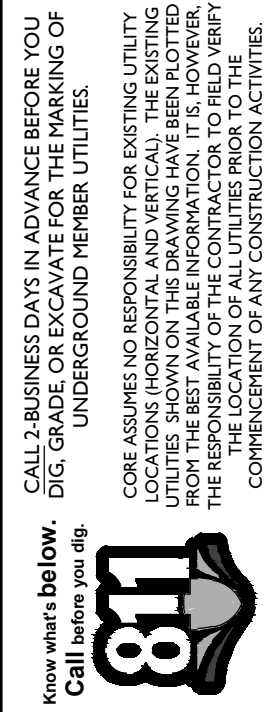 Know what's below.
Call before you dig.
811
CALL 2-BUSINESS DAYS IN ADVANCE BEFORE YOU
DIG, GRADE, OR EXCAVATE FOR THE MARKING OF
UNDERGROUND MEMBER UTILITIES.
CORE ASSUMES NO RESPONSIBILITY FOR EXISTING UTILITY
LOCATIONS (HORIZONTAL AND VERTICAL). THE EXISTING
UTILITIES SHOWN ON THIS DRAWING HAVE BEEN PLOTTED
FROM THE BEST AVAILABLE INFORMATION. IT IS, HOWEVER,
THE RESPONSIBILITY OF THE CONTRACTOR TO FIELD VERIFY
THE LOCATION OF ALL UTILITIES PRIOR TO THE
COMMENCEMENT OF ANY CONSTRUCTION ACTIVITIES.